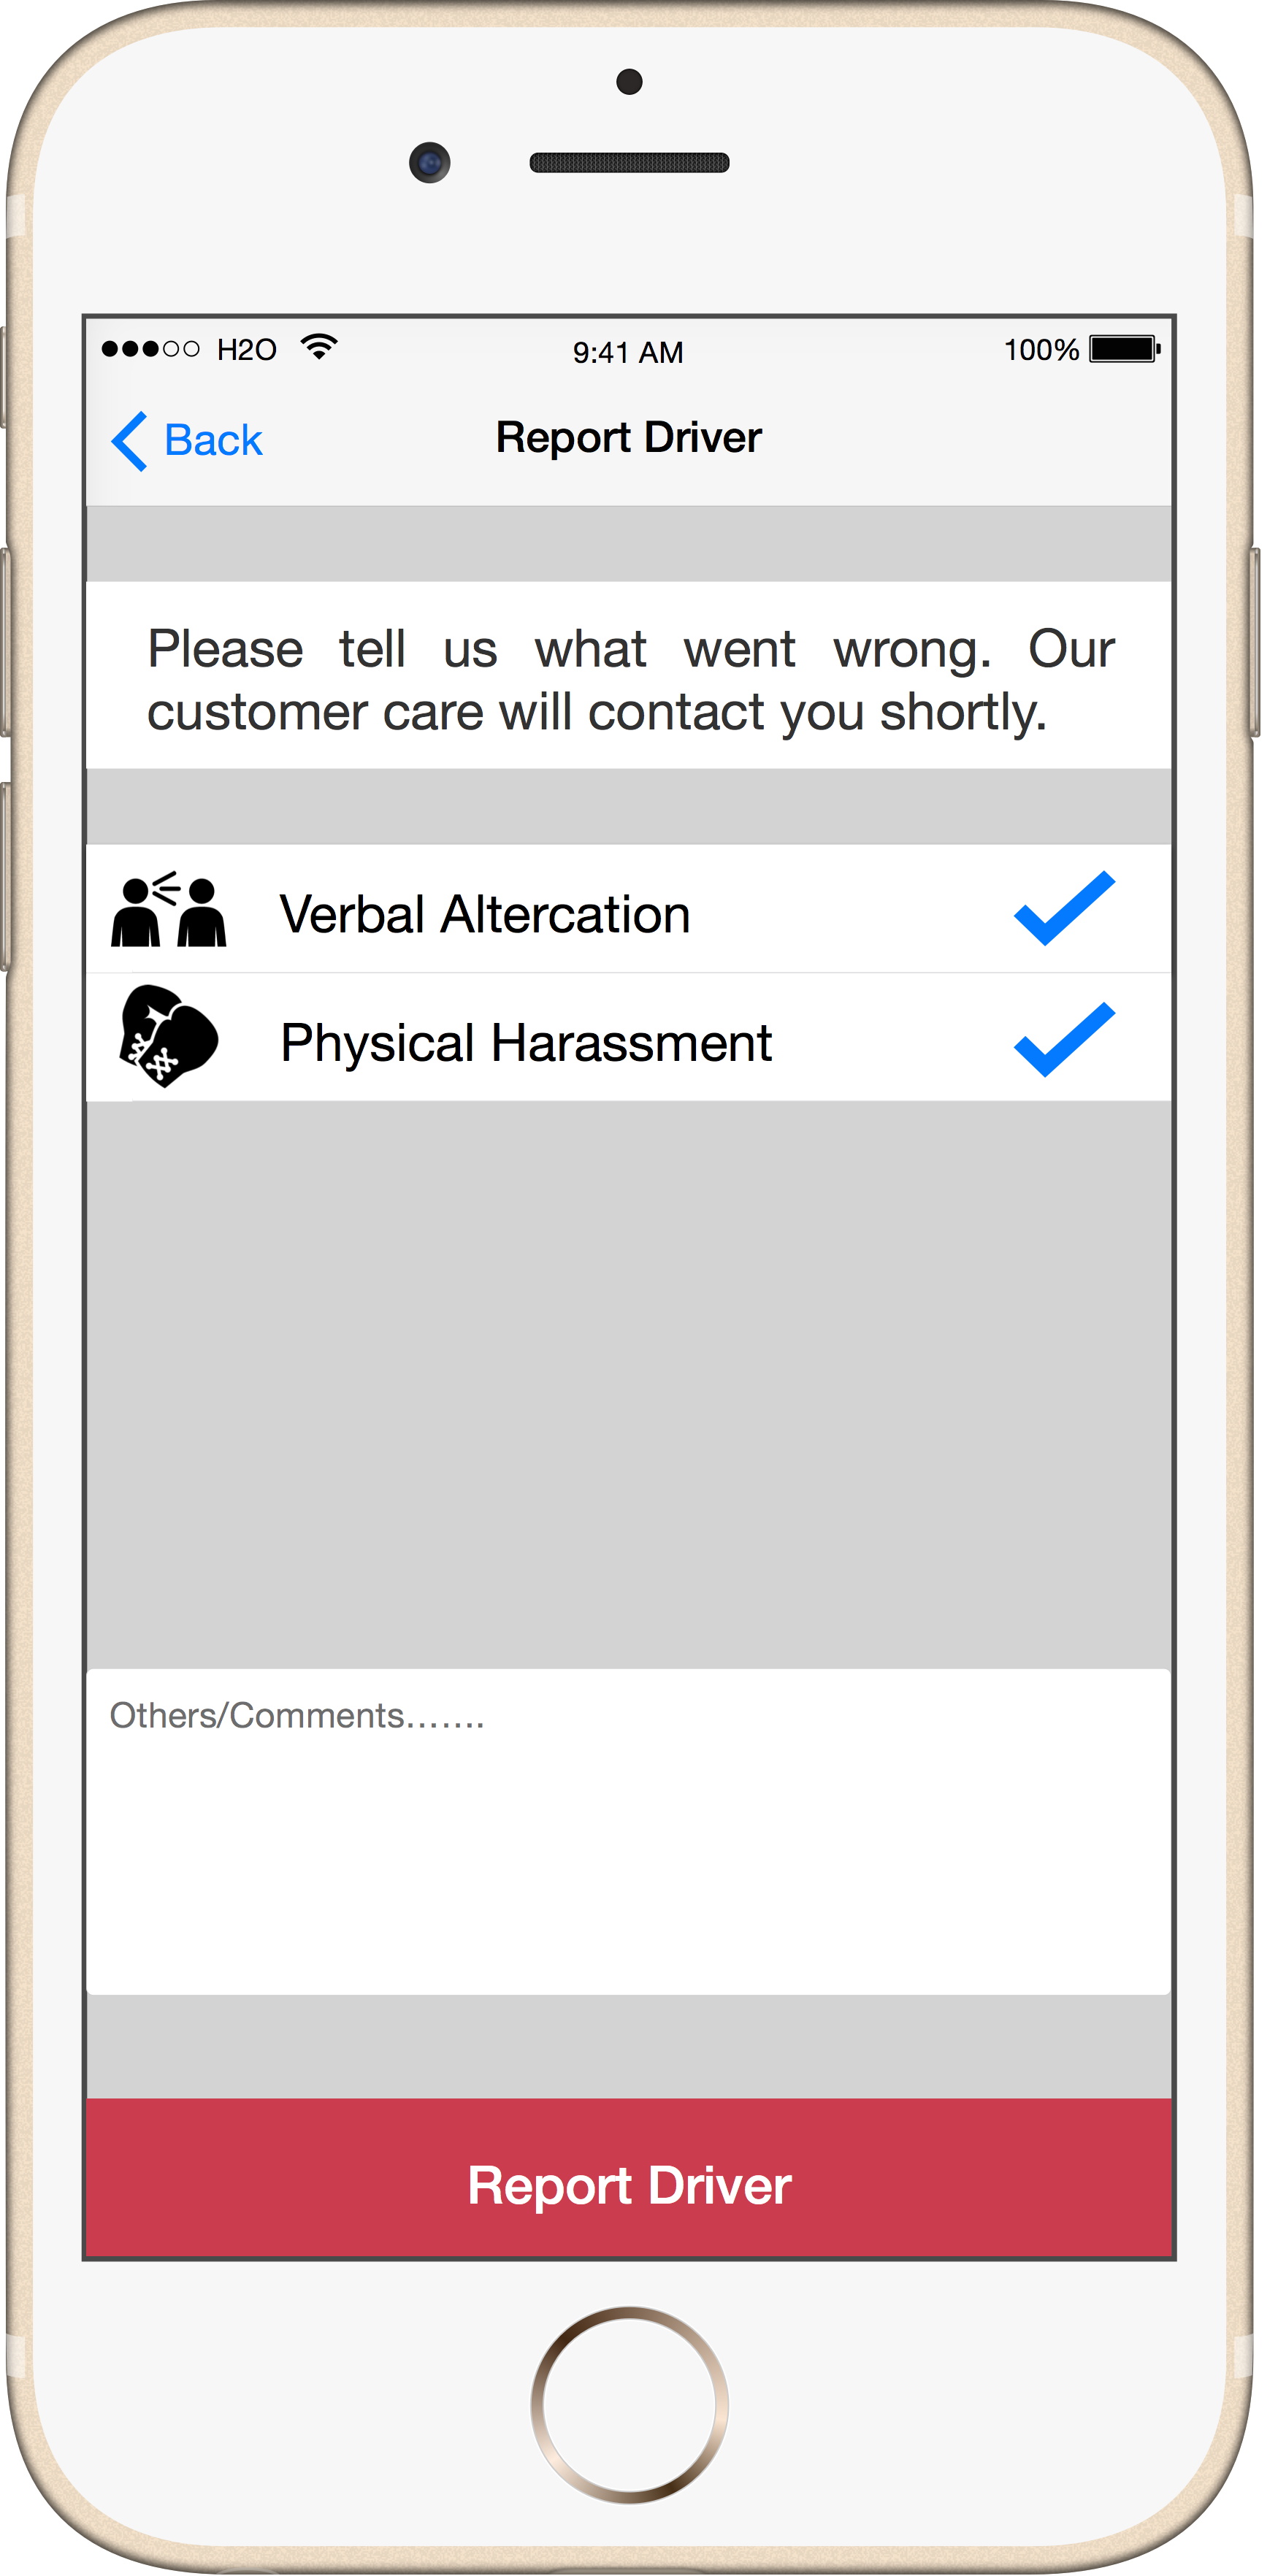 H2O 9:41 AM 100%
Back Report Driver
Please tell us what went wrong. Our
customer care will contact you shortly.
Verbal Altercation
Physical Harassment
Others/Comments.......
Report Driver